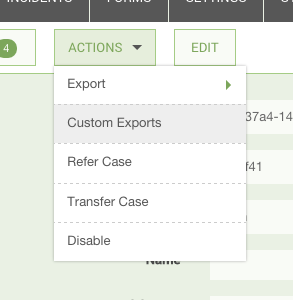 INCIDENTS FORMS SETTINGS
4 ACTIONS EDIT
Export
Custom Exports
37a4-14
Refer Case
f41
Transfer Case
Disable
Name